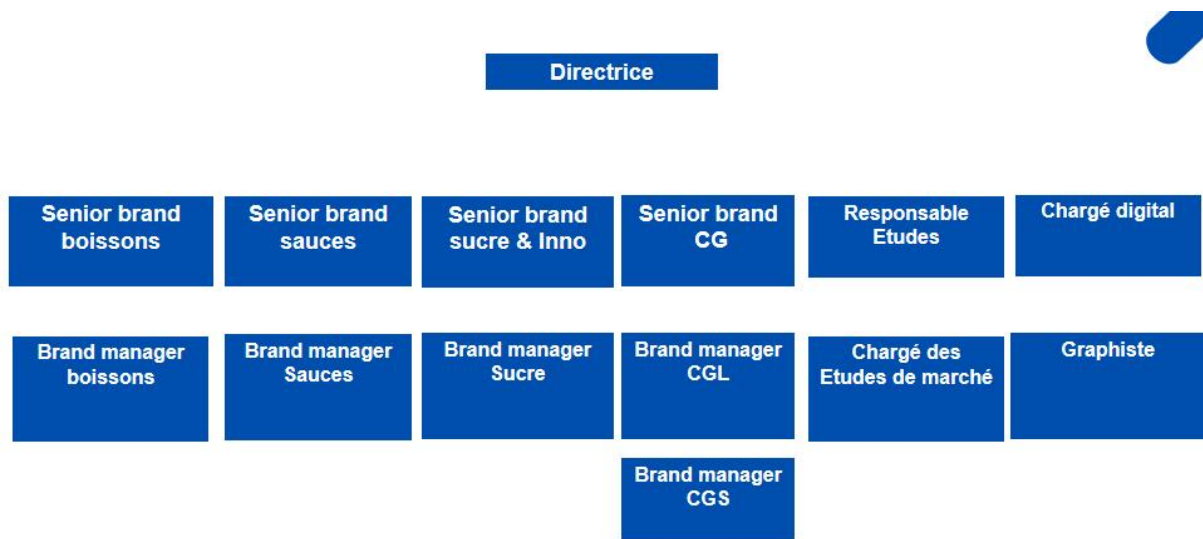 Directrice
Senior brand
boissons
Senior brand
sauces
Senior brand
sucre & Inno
Senior brand
CG
Responsable
Etudes
Chargé digital
Brand manager
boissons
Brand manager
Sauces
Brand manager
Sucre
Brand manager
CGL
Chargé des
Etudes de marché
Graphiste
Brand manager
CGS